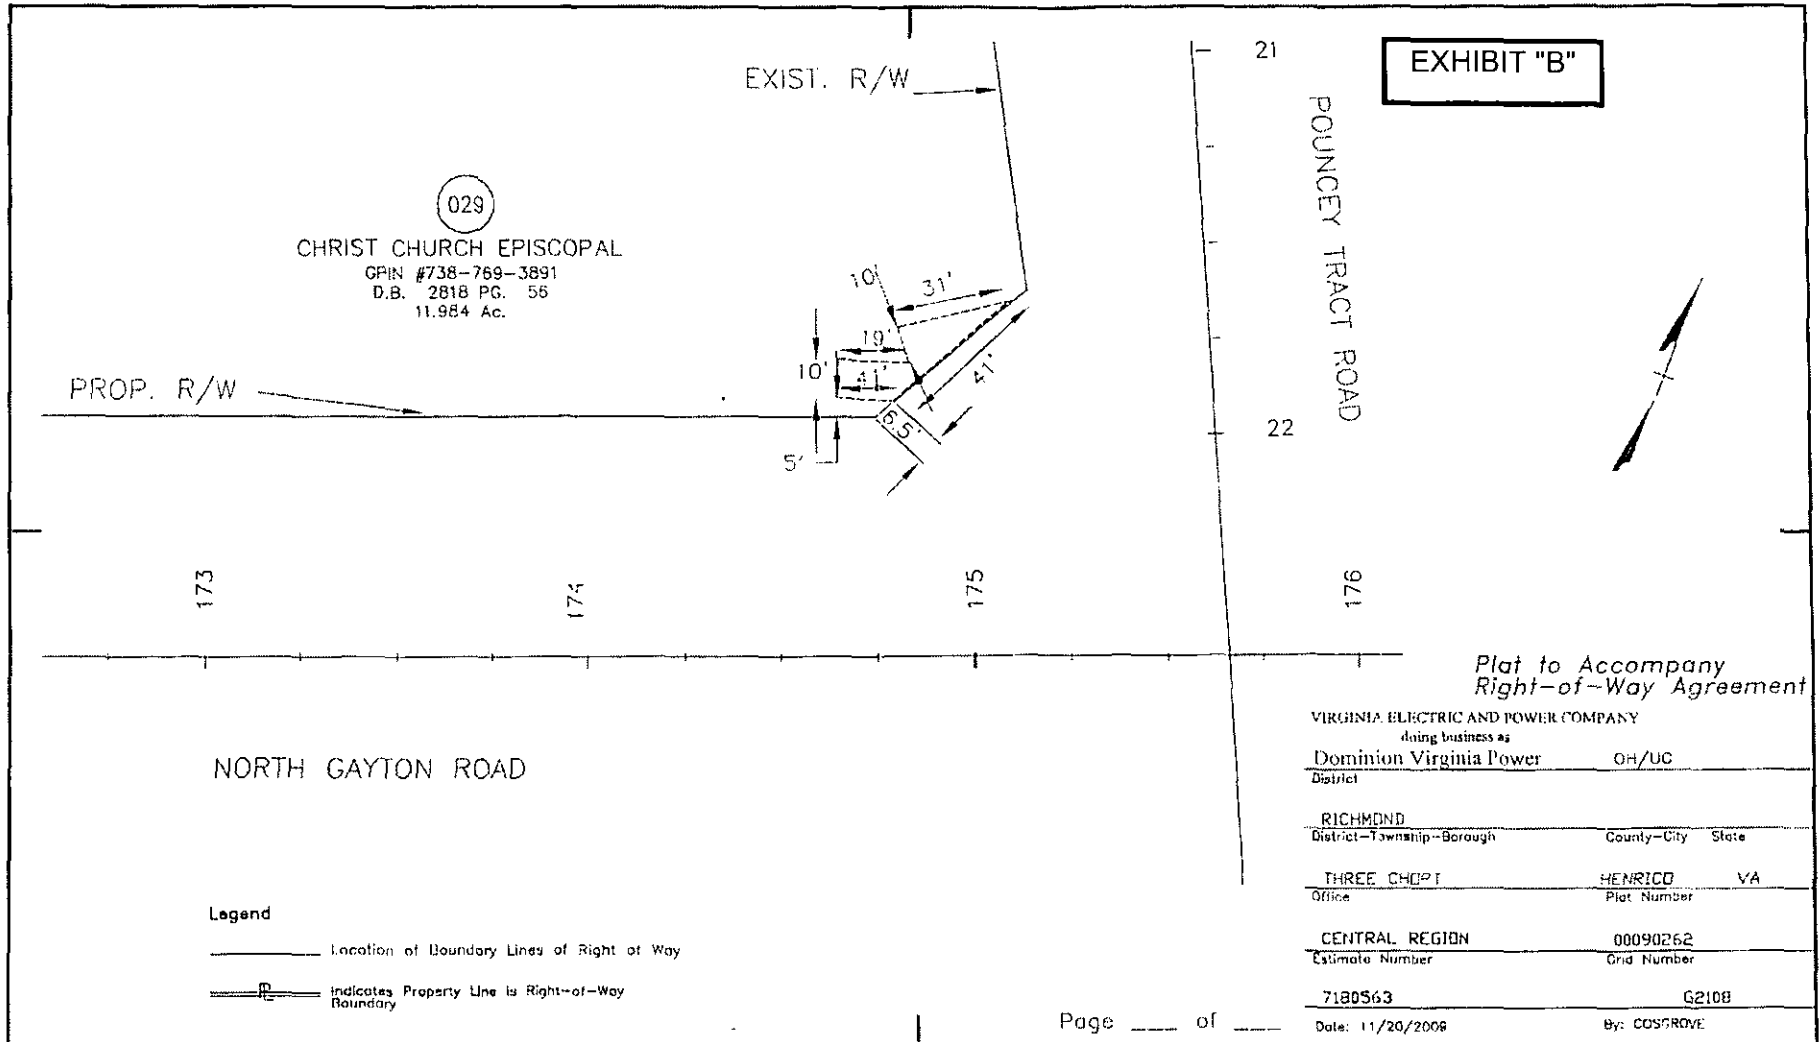 EXHIBIT "B"
EXIST. R/W
21
POUNCEY TRACT ROAD
029
CHRIST CHURCH EPISCOPAL
GPIN #738-769-3891
D.B. 2818 PG. 56
11.984 Ac.
10'
31'
19'
10'
41'
6.5'
5'
PROP. R/W
22
173
174
175
176
NORTH GAYTON ROAD
Plat to Accompany
Right-of-Way Agreement
VIRGINIA ELECTRIC AND POWER COMPANY
doing business as
Dominion Virginia Power OH/UG
District
RICHMOND
District-Township-Borough County-City State
THREE CHOPT HENRICO VA
Office Plat Number
CENTRAL REGION 00090262
Estimate Number Grid Number
7180563 G2108
Date: 11/20/2009 By: COSGROVE
Legend
Location of Boundary Lines of Right of Way
Indicates Property Line is Right-of-Way
Boundary
Page ___ of ___